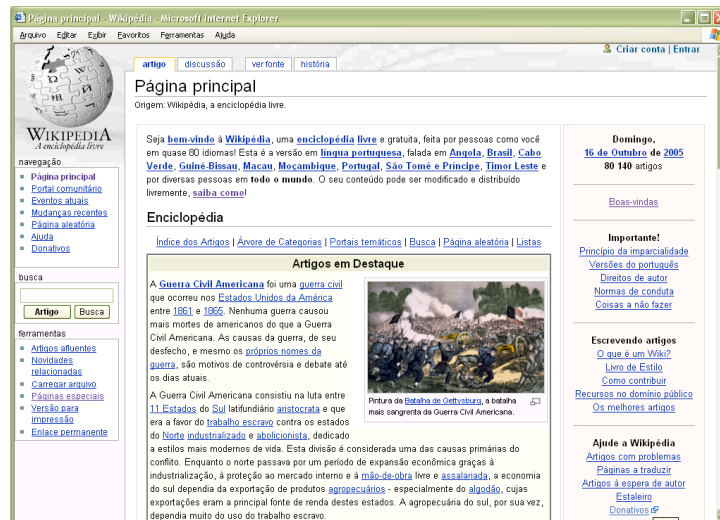 Página principal - Wikipédia - Microsoft Internet Explorer
Arquivo Editar Exibir Favoritos Ferramentas Ajuda
Criar conta | Entrar
artigo discussão ver fonte história
Página principal
Origem: Wikipédia, a enciclopédia livre.
WIKIPEDIA
A enciclopédia livre
navegação
Página principal
Portal comunitário
Eventos atuais
Mudanças recentes
Página aleatória
Ajuda
Donativos
busca
Artigo Busca
ferramentas
Artigos afluentes
Novidades
relacionadas
Carregar arquivo
Páginas especiais
Versão para
impressão
Enlace permanente
Seja bem-vindo à Wikipédia, uma enciclopédia livre e gratuita, feita por pessoas como você
em quase 80 idiomas! Esta é a versão em língua portuguesa, falada em Angola, Brasil, Cabo
Verde, Guiné-Bissau, Macau, Moçambique, Portugal, São Tomé e Príncipe, Timor Leste e
por diversas pessoas em todo o mundo. O seu conteúdo pode ser modificado e distribuído
livremente, saiba como!
Enciclopédia
Índice dos Artigos | Árvore de Categorias | Portais temáticos | Busca | Página aleatória | Listas
Artigos em Destaque
A Guerra Civil Americana foi uma guerra civil
que ocorreu nos Estados Unidos da América
entre 1861 e 1865. Nenhuma guerra causou
mais mortes de americanos do que a Guerra
Civil Americana. As causas da guerra, de seu
desfecho, e mesmo os próprios nomes da
guerra, são motivos de controvérsia e debate até
os dias atuais.
Pintura da Batalha de Gettysburg, a batalha
mais sangrenta da Guerra Civil Americana.
A Guerra Civil Americana consistiu na luta entre
11 Estados do Sul latifundiário aristocrata e que
era a favor do trabalho escravo contra os estados
do Norte industrializado e abolicionista, dedicado
a estilos mais modernos de vida. Esta divisão é considerada uma das causas primárias do
conflito. Enquanto o norte passava por um período de expansão econômica graças à
industrialização, à proteção ao mercado interno e à mão-de-obra livre e assalariada, a economia
do sul dependia da exportação de produtos agropecuários - especialmente do algodão, cujas
exportações eram a principal fonte de renda destes estados. A agropecuária do sul, por sua vez,
dependia muito do uso do trabalho escravo.
Domingo,
16 de Outubro de 2005
80 140 artigos
Boas-vindas
Importante!
Princípio da imparcialidade
Versões do português
Direitos de autor
Normas de conduta
Coisas a não fazer
Escrevendo artigos
O que é um Wiki?
Livro de Estilo
Como contribuir
Recursos no domínio público
Os melhores artigos
Ajude a Wikipédia
Artigos com problemas
Páginas a traduzir
Artigos à espera de autor
Estaleiro
Donativos